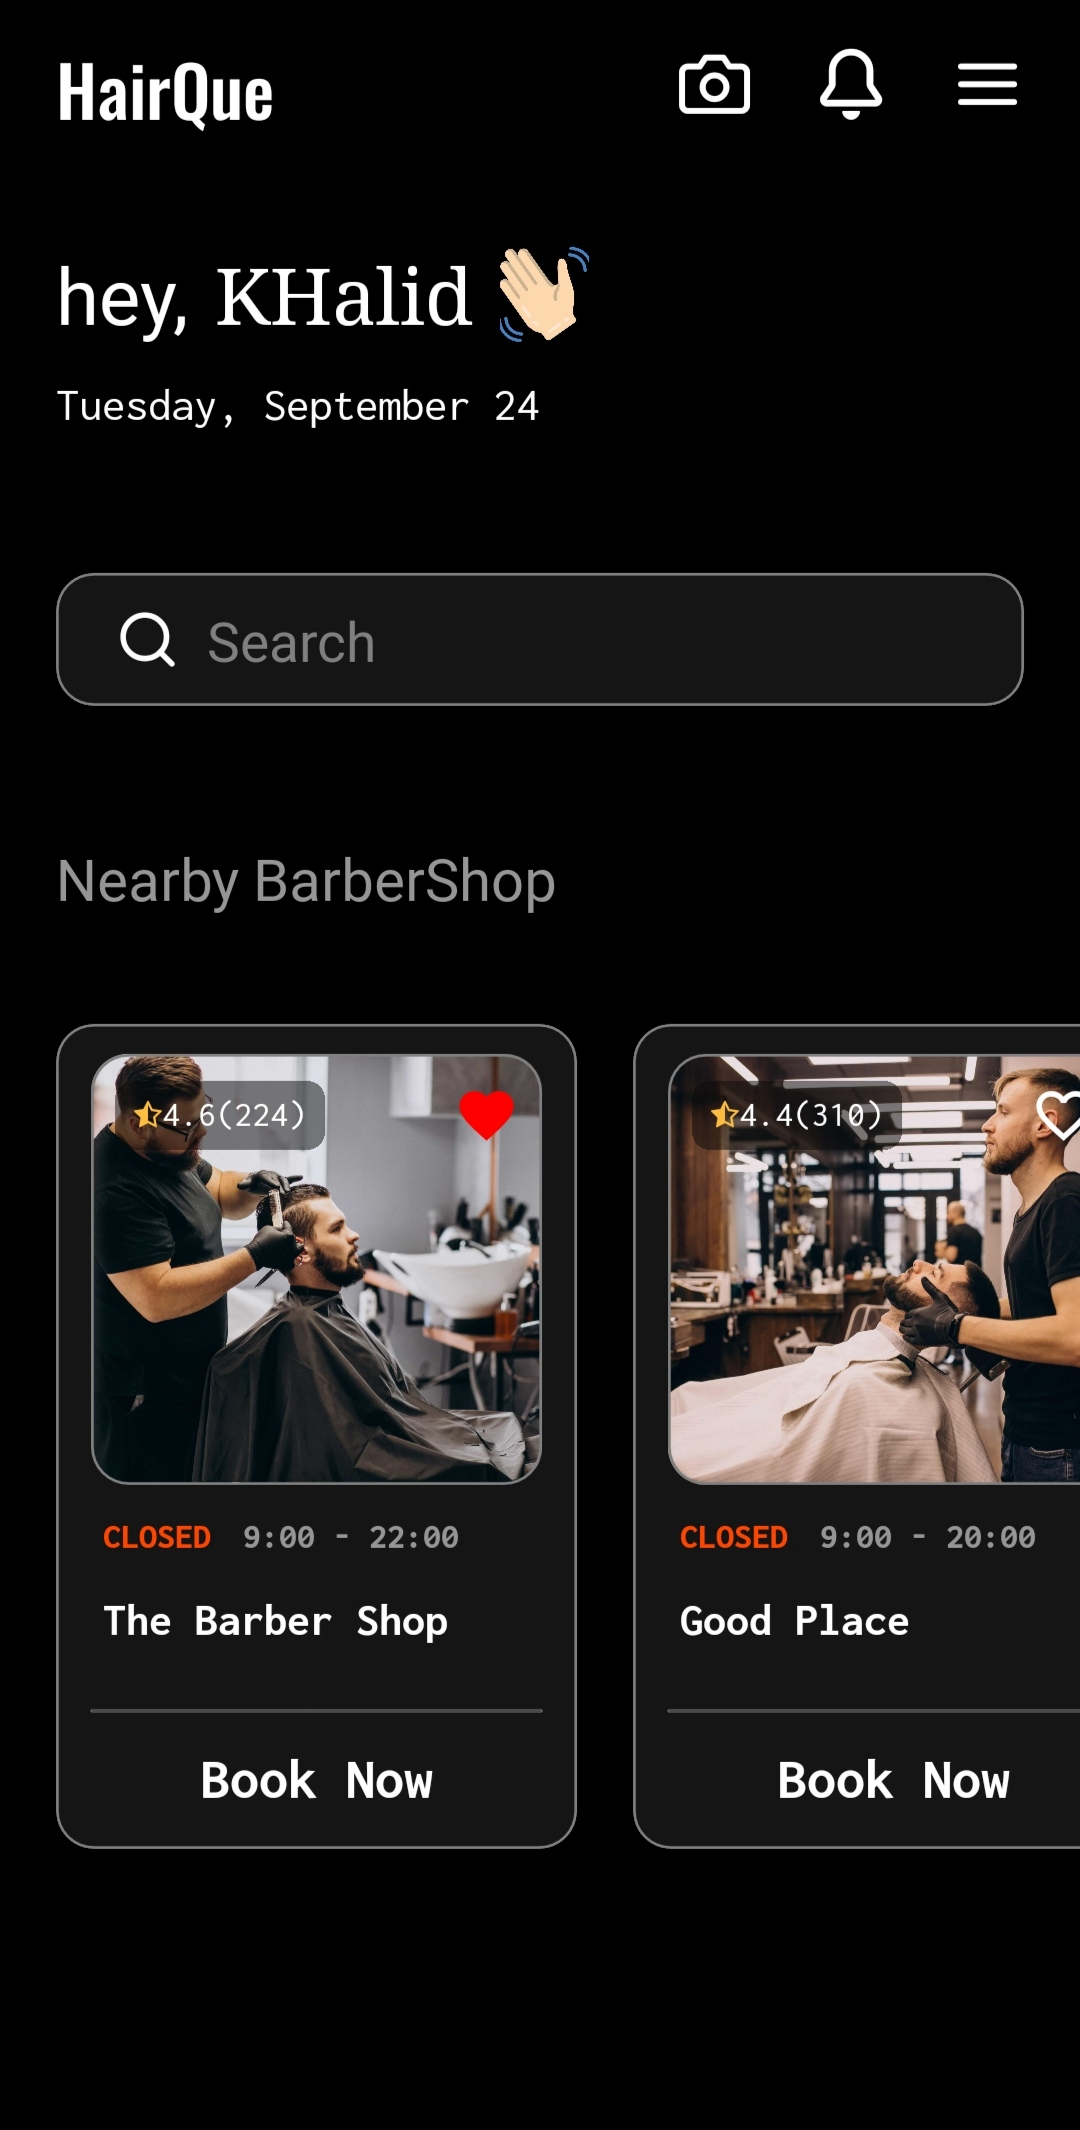 HairQue
hey, KHalid 👋🏻
Tuesday, September 24
Search
Nearby BarberShop
4.6(224)
CLOSED 9:00 - 22:00
The Barber Shop
Book Now
4.4(310)
CLOSED 9:00 - 20:00
Good Place
Book Now